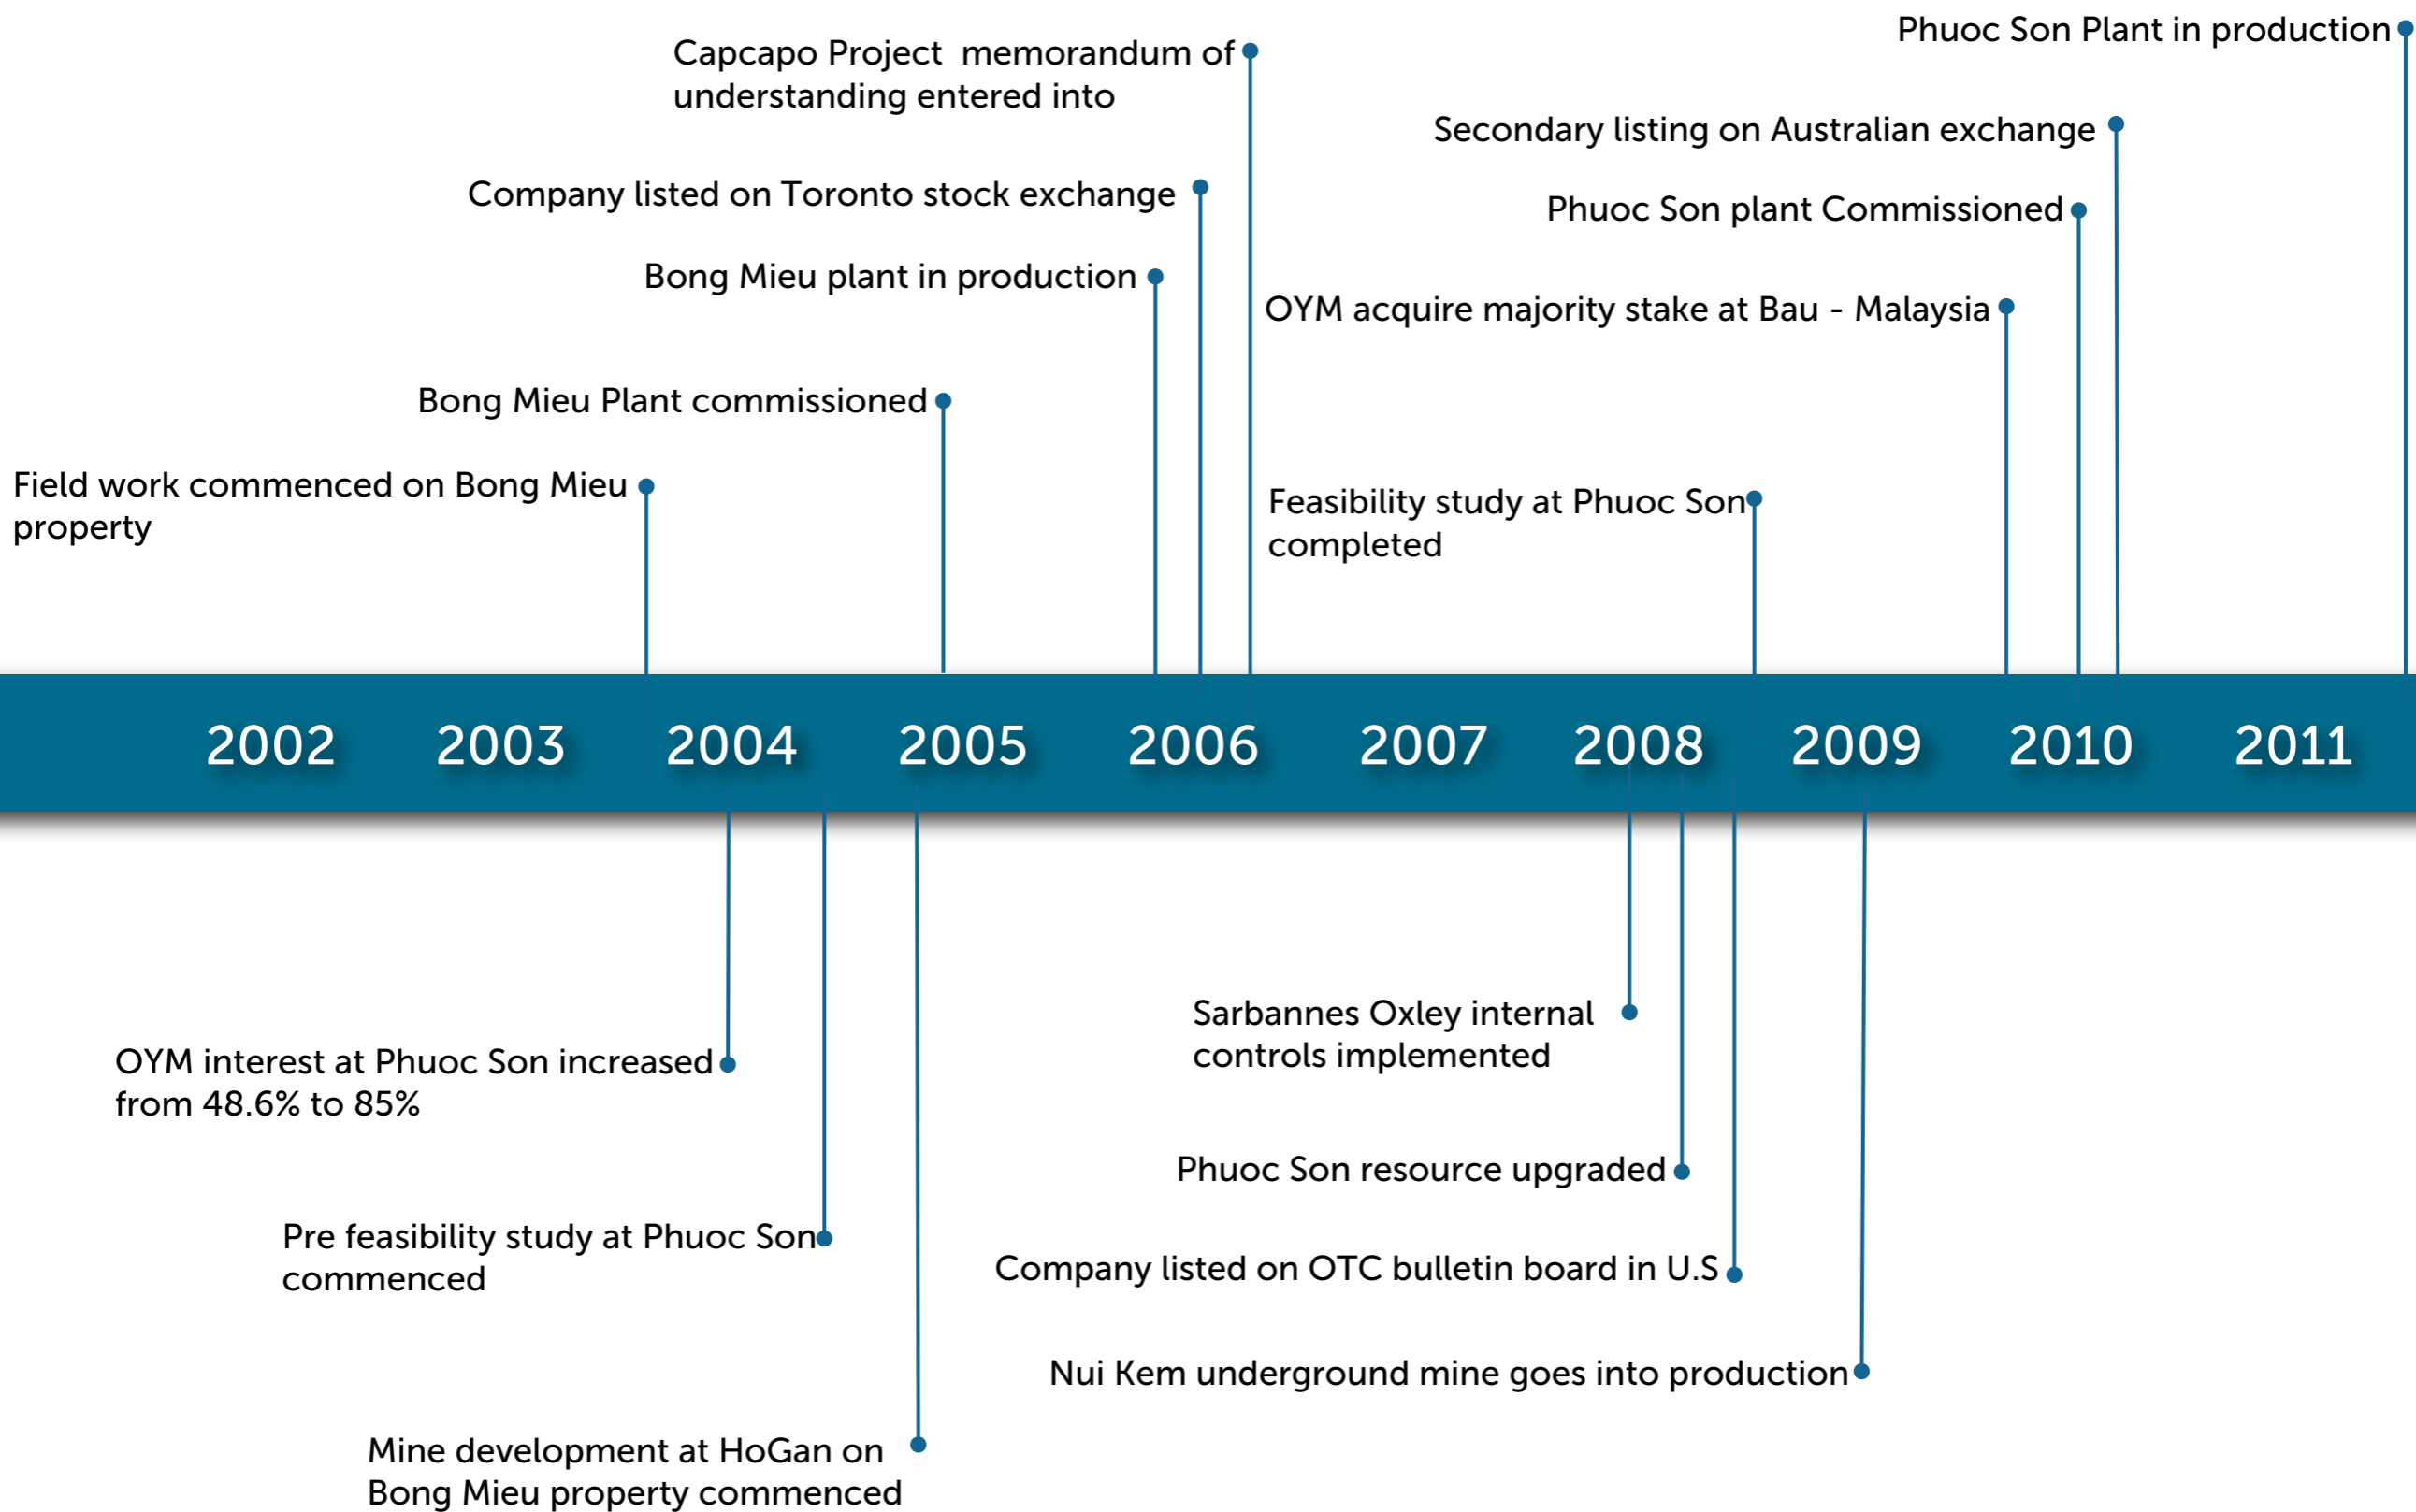 Phuoc Son Plant in production
Capcapo Project  memorandum of
understanding entered into
Secondary listing on Australian exchange
Company listed on Toronto stock exchange
Phuoc Son plant Commissioned
Bong Mieu plant in production
OYM acquire majority stake at Bau - Malaysia
Bong Mieu Plant commissioned
Field work commenced on Bong Mieu
property
Feasibility study at Phuoc Son
completed
2002 2003 2004 2005 2006 2007 2008 2009 2010 2011
Sarbannes Oxley internal
controls implemented
OYM interest at Phuoc Son increased
from 48.6% to 85%
Phuoc Son resource upgraded
Pre feasibility study at Phuoc Son
commenced
Company listed on OTC bulletin board in U.S
Nui Kem underground mine goes into production
Mine development at HoGan on
Bong Mieu property commenced